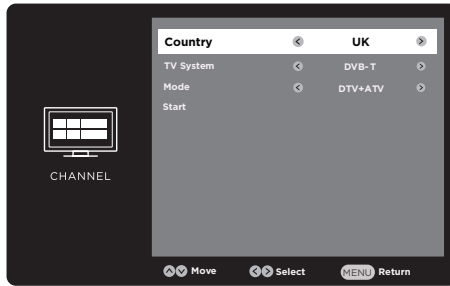 Country UK
TV System DVB-T
Mode DTV+ATV
Start
CHANNEL
Move Select MENU Return